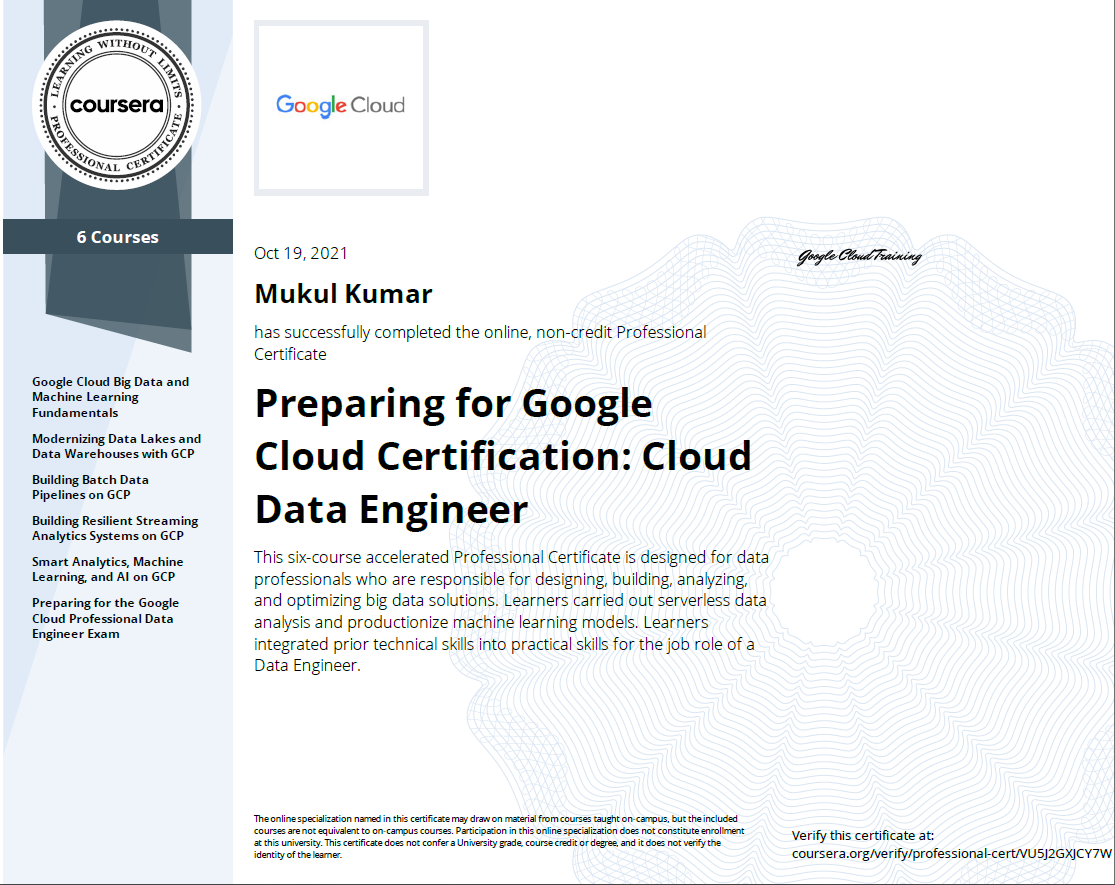 LEARNING WITHOUT LIMITS
coursera
PROFESSIONAL CERTIFICATE
6 Courses
Google Cloud Big Data and
Machine Learning
Fundamentals
Modernizing Data Lakes and
Data Warehouses with GCP
Building Batch Data
Pipelines on GCP
Building Resilient Streaming
Analytics Systems on GCP
Smart Analytics, Machine
Learning, and AI on GCP
Preparing for the Google
Cloud Professional Data
Engineer Exam
Google Cloud
Oct 19, 2021
Mukul Kumar
has successfully completed the online, non-credit Professional
Certificate
Preparing for Google
Cloud Certification: Cloud
Data Engineer
This six-course accelerated Professional Certificate is designed for data
professionals who are responsible for designing, building, analyzing,
and optimizing big data solutions. Learners carried out serverless data
analysis and productionize machine learning models. Learners
integrated prior technical skills into practical skills for the job role of a
Data Engineer.
Google Cloud Training
The online specialization named in this certificate may draw on material from courses taught on-campus, but the included
courses are not equivalent to on-campus courses. Participation in this online specialization does not constitute enrollment
at this university. This certificate does not confer a University grade, course credit or degree, and it does not verify the
identity of the learner.
Verify this certificate at:
coursera.org/verify/professional-cert/VU5J2GXJCY7W